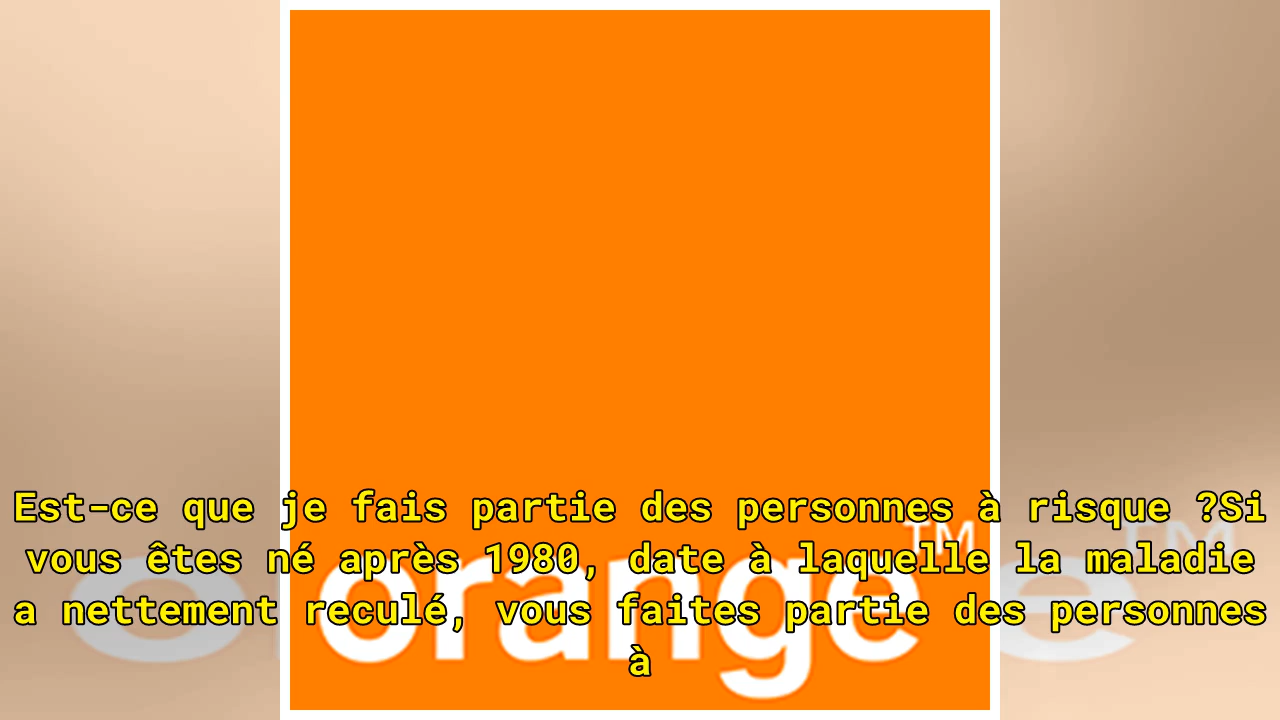 Est-ce que je fais partie des personnes à risque ?Si
vous êtes né après 1980, date à laquelle la maladie
a nettement reculé, vous faites partie des personnes
à
orange™